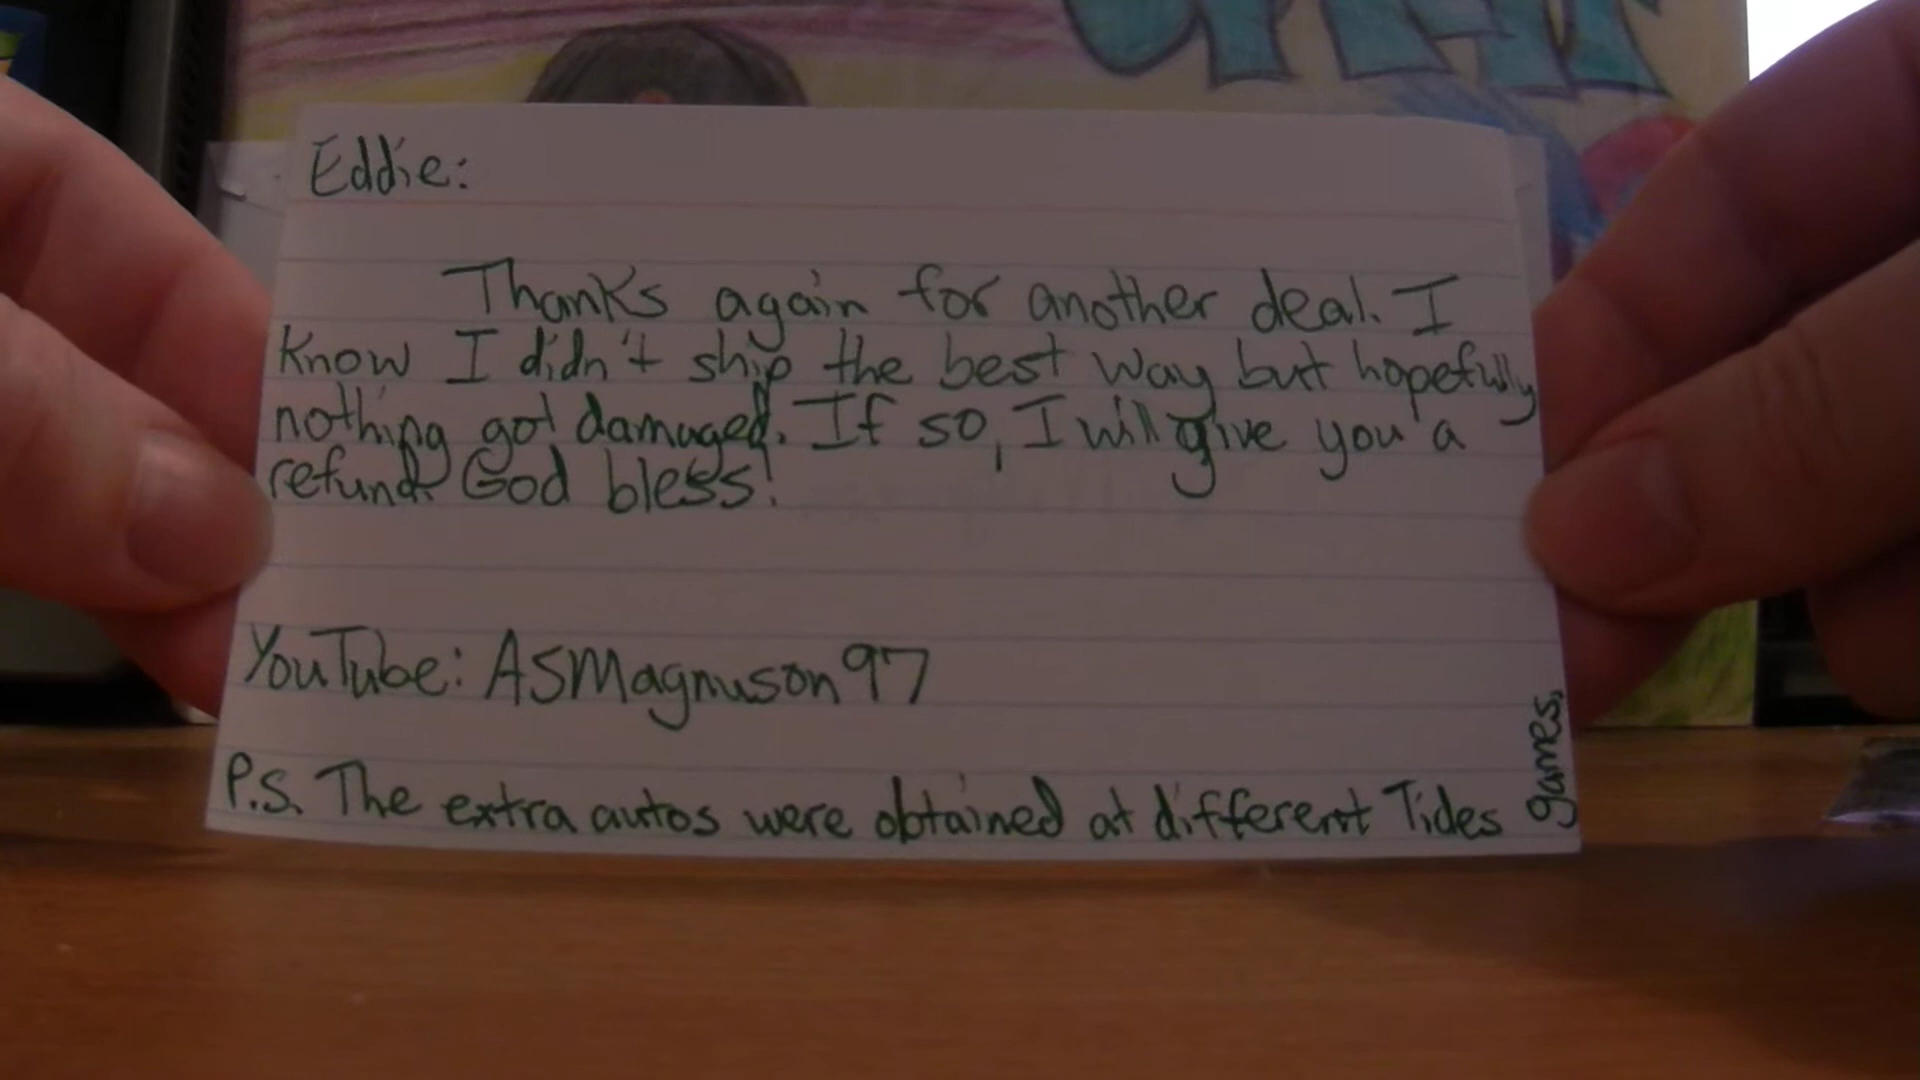 Eddie:
Thanks again for another deal. I
know I didn't ship the best way but hopefully
nothing got damaged. If so, I will give you a
refund. God bless!
YouTube: ASMagnuson97
P.S. The extra autos were obtained at different Tides
games.